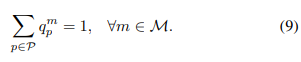 ∑_{p∈𝒫} q_p^m = 1, ∀m ∈ ℳ. (9)